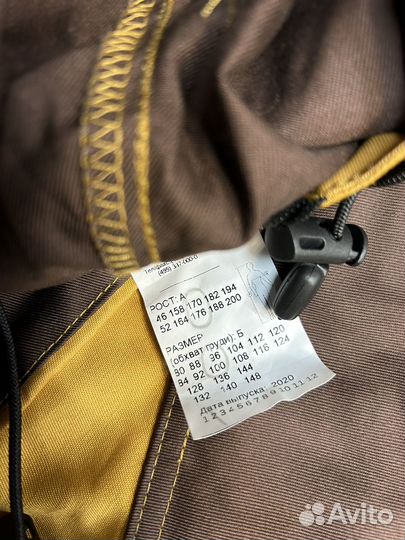 (495)
РОСТ: А
46 158 170 182 194
52 164 176 188 200
РАЗМЕР
(обхват груди): Б
80 88 96 104 112 120
84 92 100 108 116 124
128 136 144
132 140 148
Дата выпуска: 2020
1 2 3 4 5 6 7 8 9 10 11 12
Avito